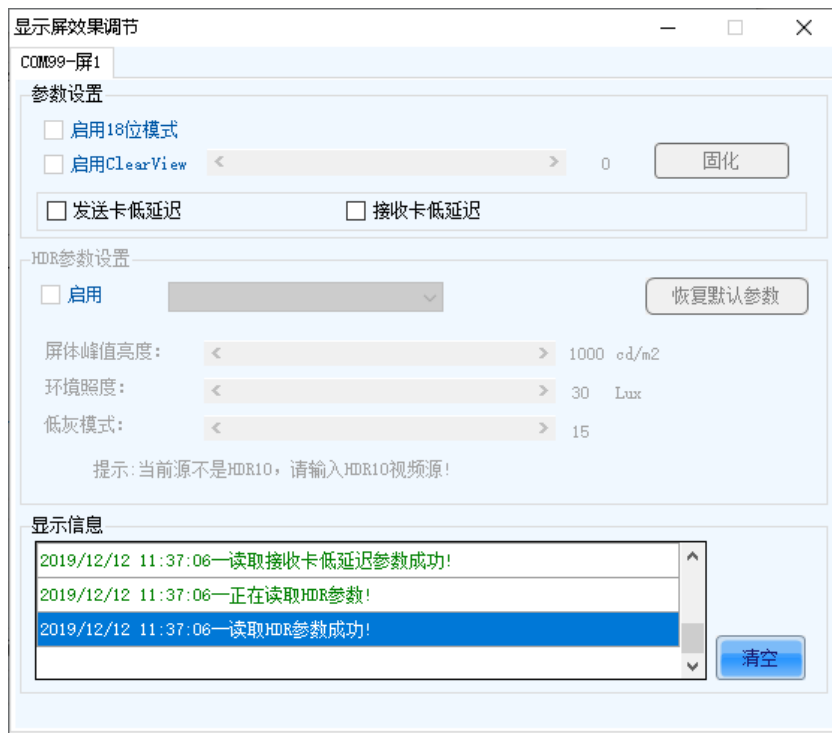 显示屏效果调节
COM99-屏1
参数设置
启用18位模式
启用ClearView 0 固化
发送卡低延迟 接收卡低延迟
HDR参数设置
启用 恢复默认参数
屏体峰值亮度: 1000 cd/m2
环境照度: 30 Lux
低灰模式: 15
提示:当前源不是HDR10，请输入HDR10视频源!
显示信息
2019/12/12 11:37:06—读取接收卡低延迟参数成功!
2019/12/12 11:37:06—正在读取HDR参数!
2019/12/12 11:37:06—读取HDR参数成功!
清空